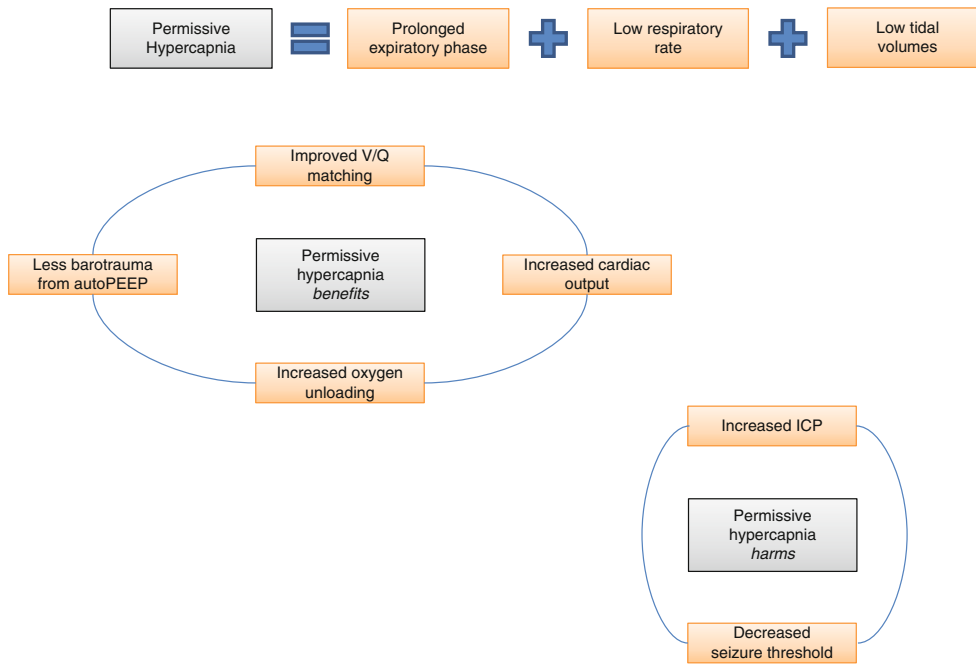 Permissive
Hypercapnia
Prolonged
expiratory phase
Low respiratory
rate
Low tidal
volumes
Improved V/Q
matching
Less barotrauma
from autoPEEP
Permissive
hypercapnia
benefits
Increased cardiac
output
Increased oxygen
unloading
Increased ICP
Permissive
hypercapnia
harms
Decreased
seizure threshold